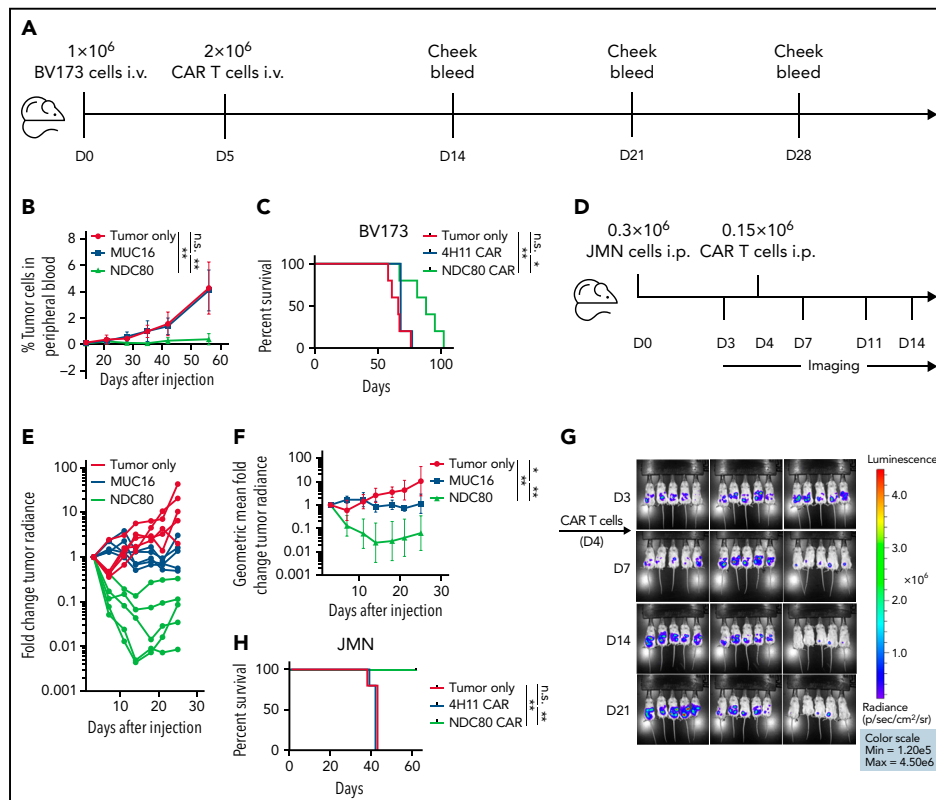 A
1×10⁶
BV173 cells i.v.
2×10⁶
CAR T cells i.v.
Cheek
bleed
Cheek
bleed
Cheek
bleed
D0
D5
D14
D21
D28
B
% Tumor cells in
peripheral blood
8
6
4
2
0
−2
20
30
40
50
60
Days after injection
Tumor only
MUC16
NDC80
n.s.
**
**
C
BV173
Percent survival
100
50
0
0
50
100
Days
Tumor only
4H11 CAR
NDC80 CAR
n.s.
*
**
D
0.3×10⁶
JMN cells i.p.
0.15×10⁶
CAR T cells i.p.
D0
D3
D4
D7
D11
D14
Imaging
E
Fold change tumor radiance
100
10
1
0.1
0.01
0.001
10
20
30
Days after injection
Tumor only
MUC16
NDC80
F
Geometric mean fold
change tumor radiance
100
10
1
0.1
0.01
0.001
0
10
20
30
Days after injection
Tumor only
MUC16
NDC80
*
**
**
G
D3
CAR T cells
(D4)
D7
D14
D21
Luminescence
4.0
3.0
×10⁶
2.0
1.0
Radiance
(p/sec/cm²/sr)
Color scale
Min = 1.20e5
Max = 4.50e6
H
JMN
Percent survival
100
50
0
0
20
40
60
Days
Tumor only
4H11 CAR
NDC80 CAR
n.s.
**
**